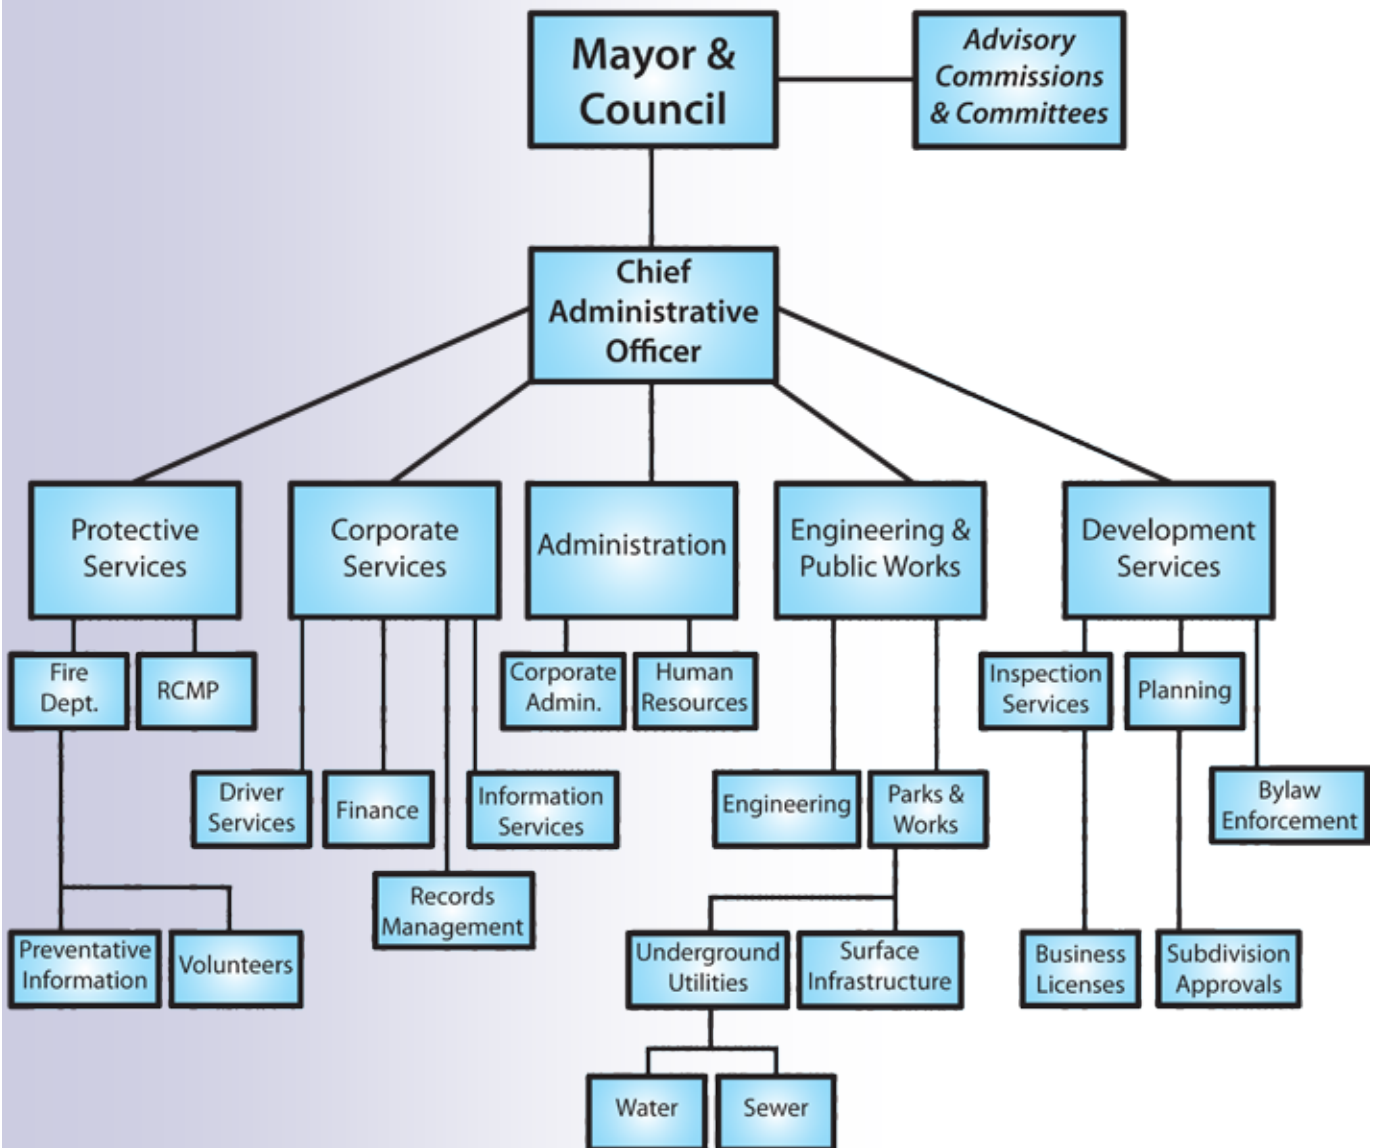 Mayor &
Council
Advisory
Commissions
& Committees
Chief
Administrative
Officer
Protective
Services
Corporate
Services
Administration
Engineering &
Public Works
Development
Services
Fire
Dept.
RCMP
Corporate
Admin.
Human
Resources
Inspection
Services
Planning
Driver
Services
Finance
Information
Services
Engineering
Parks &
Works
Bylaw
Enforcement
Records
Management
Preventative
Information
Volunteers
Underground
Utilities
Surface
Infrastructure
Business
Licenses
Subdivision
Approvals
Water
Sewer